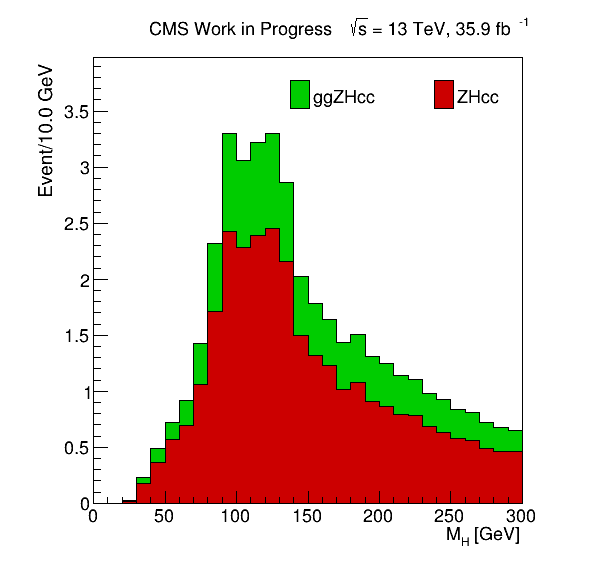 CMS Work in Progress √s = 13 TeV, 35.9 fb -1
Event/10.0 GeV
ggZHcc ZHcc
3.5
3
2.5
2
1.5
1
0.5
0
0 50 100 150 200 250 300
M_H [GeV]